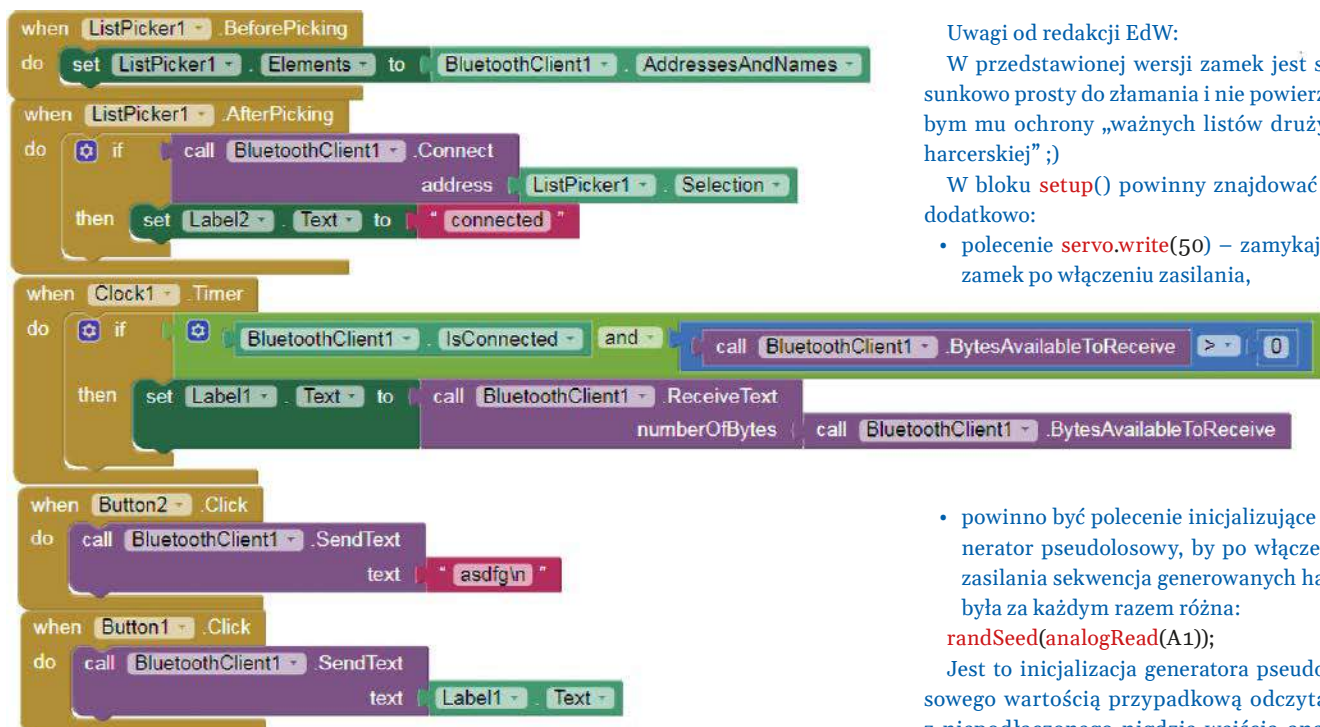 when ListPicker1 .BeforePicking
do set ListPicker1 . Elements to BluetoothClient1 . AddressesAndNames
when ListPicker1 .AfterPicking
do if call BluetoothClient1 .Connect
address ListPicker1 . Selection
then set Label2 . Text to " connected "
when Clock1 .Timer
do if BluetoothClient1 . IsConnected and call BluetoothClient1 .BytesAvailableToReceive > 0
then set Label1 . Text to call BluetoothClient1 .ReceiveText
numberOfBytes call BluetoothClient1 .BytesAvailableToReceive
when Button2 .Click
do call BluetoothClient1 .SendText
text " asdfg\n "
when Button1 .Click
do call BluetoothClient1 .SendText
text Label1 . Text
Uwagi od redakcji EdW:
W przedstawionej wersji zamek jest s
sunkowo prosty do złamania i nie powierz
bym mu ochrony „ważnych listów druży
harcerskiej” ;)
W bloku setup() powinny znajdować
dodatkowo:
• polecenie servo.write(50) – zamykaj
zamek po włączeniu zasilania,
• powinno być polecenie inicjalizujące
nerator pseudolosowy, by po włącze
zasilania sekwencja generowanych ha
była za każdym razem różna:
randSeed(analogRead(A1));
Jest to inicjalizacja generatora pseudo
sowego wartością przypadkową odczyta